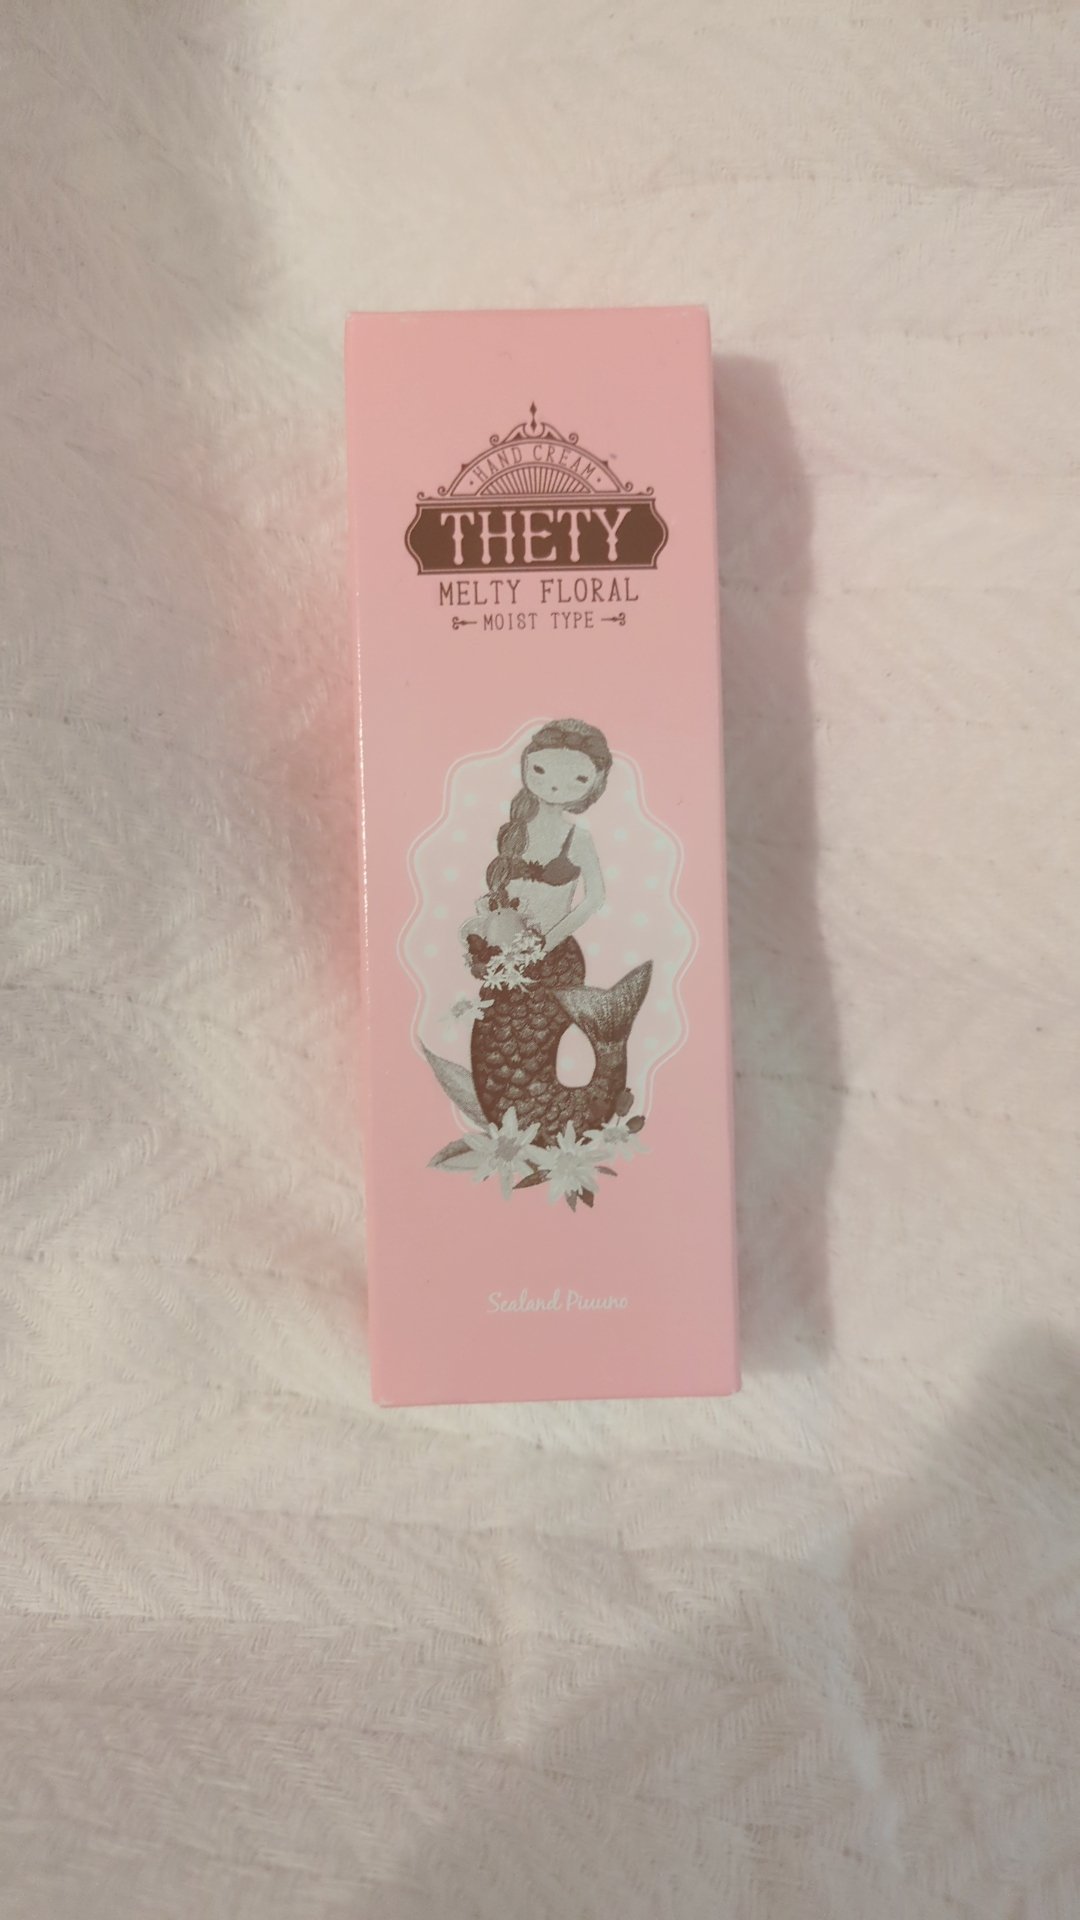 HAND CREAM
THETY
MELTY FLORAL
MOIST TYPE
Sealand Piuuno